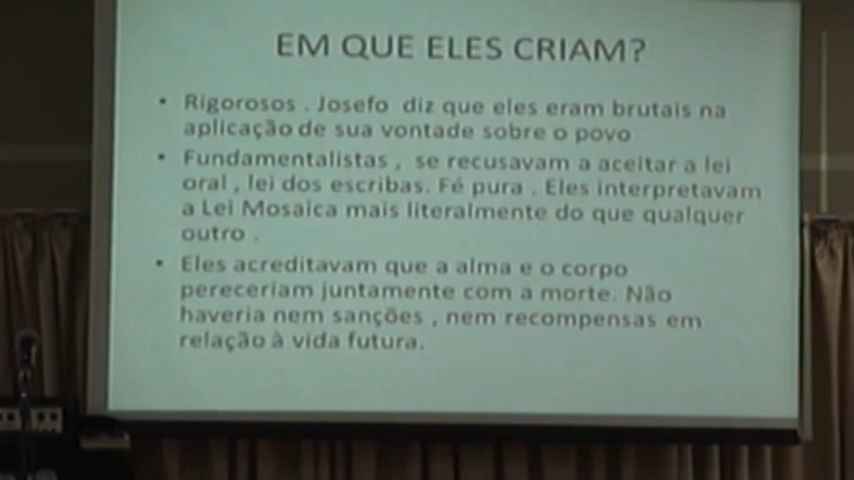 EM QUE ELES CRIAM?
• Rigorosos . Josefo diz que eles eram brutais na
aplicação de sua vontade sobre o povo
• Fundamentalistas , se recusavam a aceitar a lei
oral , lei dos escribas. Fé pura . Eles interpretavam
a Lei Mosaica mais literalmente do que qualquer
outro .
• Eles acreditavam que a alma e o corpo
pereceriam juntamente com a morte. Não
haveria nem sanções , nem recompensas em
relação à vida futura.